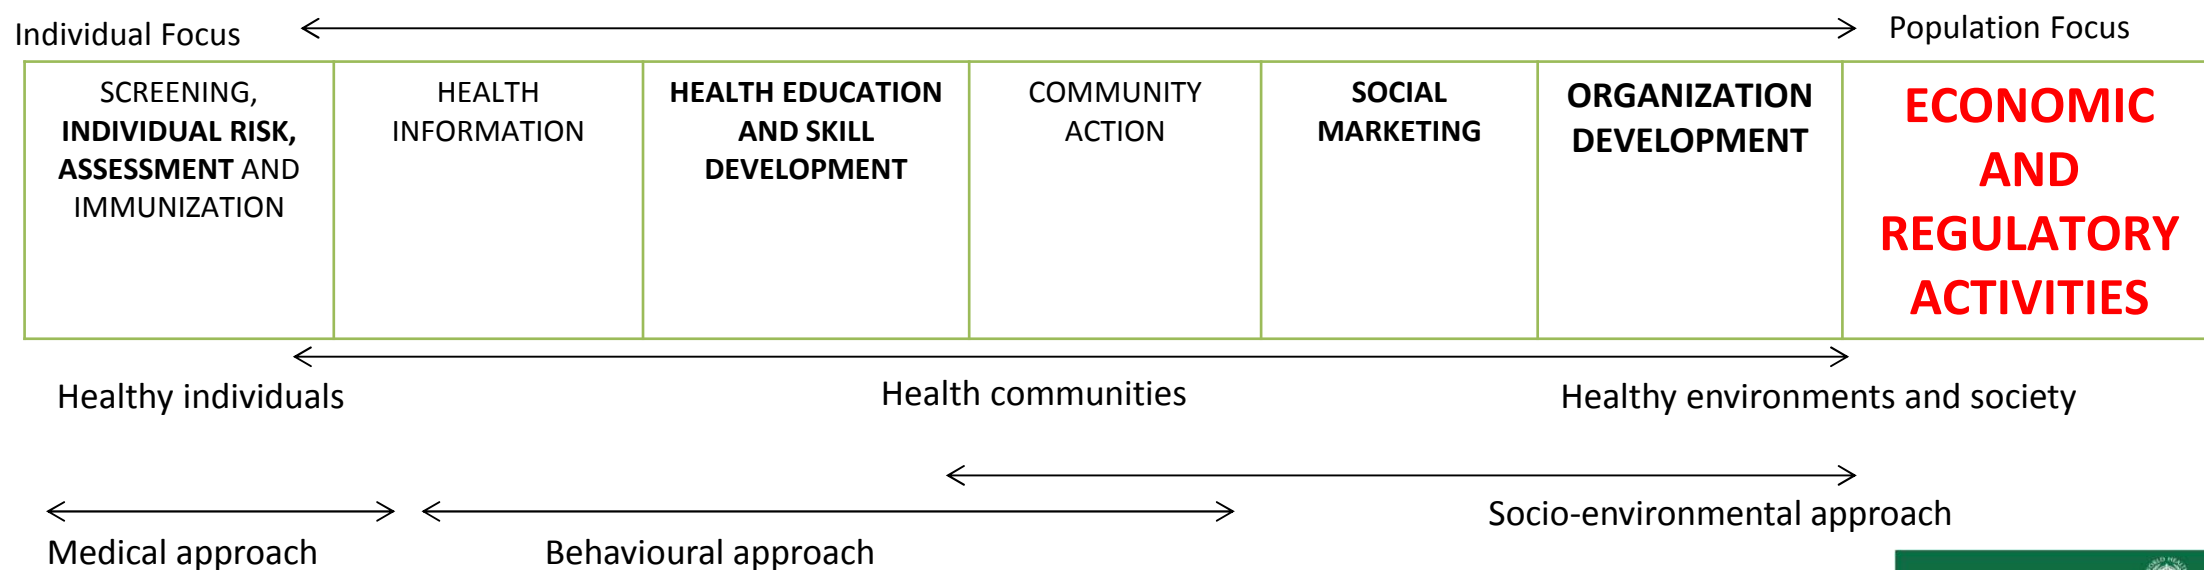 Individual Focus
Population Focus
SCREENING,
INDIVIDUAL RISK,
ASSESSMENT AND
IMMUNIZATION
HEALTH
INFORMATION
HEALTH EDUCATION
AND SKILL
DEVELOPMENT
COMMUNITY
ACTION
SOCIAL
MARKETING
ORGANIZATION
DEVELOPMENT
ECONOMIC
AND
REGULATORY
ACTIVITIES
Healthy individuals
Health communities
Healthy environments and society
Socio-environmental approach
Medical approach
Behavioural approach